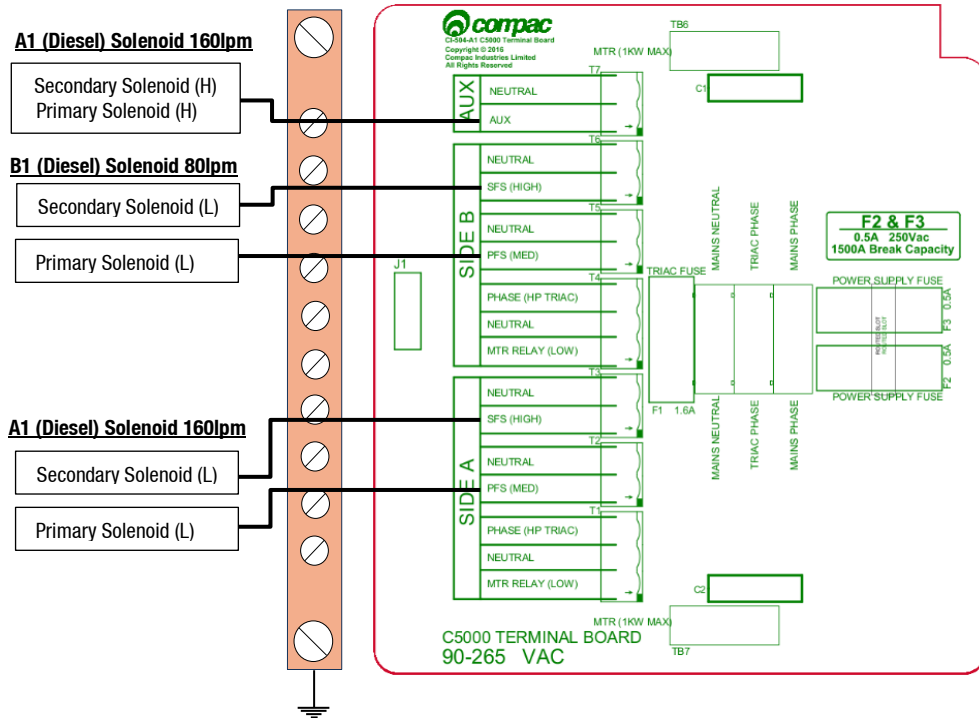 A1 (Diesel) Solenoid 160lpm
Secondary Solenoid (H)
Primary Solenoid (H)
B1 (Diesel) Solenoid 80lpm
Secondary Solenoid (L)
Primary Solenoid (L)
A1 (Diesel) Solenoid 160lpm
Secondary Solenoid (L)
Primary Solenoid (L)
compac
CI-504-A1 C5000 Terminal Board
Copyright © 2016
Compac Industries Limited
All Rights Reserved
TB6
MTR (1KW MAX)
C1
T7
AUX
NEUTRAL
AUX
T6
SIDE B
NEUTRAL
SFS (HIGH)
T5
NEUTRAL
PFS (MED)
T4
PHASE (HP TRIAC)
NEUTRAL
MTR RELAY (LOW)
J1
T3
SIDE A
NEUTRAL
SFS (HIGH)
T2
NEUTRAL
PFS (MED)
T1
PHASE (HP TRIAC)
NEUTRAL
MTR RELAY (LOW)
TRIAC FUSE
F1 1.6A
MAINS NEUTRAL
TRIAC PHASE
MAINS PHASE
MAINS NEUTRAL
TRIAC PHASE
MAINS PHASE
F2 & F3
0.5A 250Vac
1500A Break Capacity
POWER SUPPLY FUSE
F3 0.5A
ROUTED SLOT
ROUTED SLOT
F2 0.5A
POWER SUPPLY FUSE
C2
MTR (1KW MAX)
TB7
C5000 TERMINAL BOARD
90-265 VAC